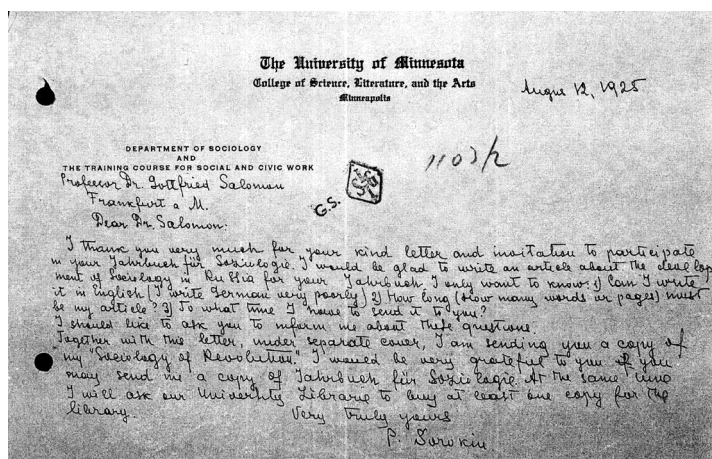 The University of Minnesota
College of Science, Literature, and the Arts
Minneapolis
Augus 12, 1925
DEPARTMENT OF SOCIOLOGY
AND
THE TRAINING COURSE FOR SOCIAL AND CIVIC WORK
1103/2
G.S.
Professor Dr. Gottfried Salomon
Frankfurt a M.
Dear Dr. Salomon:
I thank you very much for your kind letter and invitation to participate
in your Jahrbuch für Soziologie. I would be glad to write an article about the develop
ment of Sociology in Russia for your Jahrbuch I only want to know: 1) Can I write
it in English (I write German very poorly) 2) How long (how many words or pages) must
be my article? 3) To what time I have to send it to you?
I should like to ask you to inform me about these questions.
Together with this letter, under separate cover, I am sending you a copy of
my "Sociology of Revolution". I would be very grateful to you if you
may send me a copy of Jahrbuch für Soziologie. At the same time
I will ask our University Library to buy at least one copy for the
library.
Very truly yours
P. Sorokin.